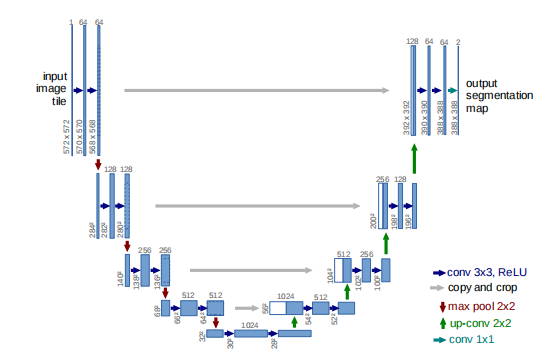 1 64 64
input
image
tile
572 x 572
570 x 570
568 x 568
128 64 64 2
output
segmentation
map
392 x 392
390 x 390
388 x 388
388 x 388
128 128
284²
282²
280²
256 128
200²
198²
196²
256 256
140²
138²
136²
512 256
104²
102²
100²
512 512
68²
66²
64²
1024 512
56²
54²
52²
1024
32²
30²
28²
conv 3x3, ReLU
copy and crop
max pool 2x2
up-conv 2x2
conv 1x1